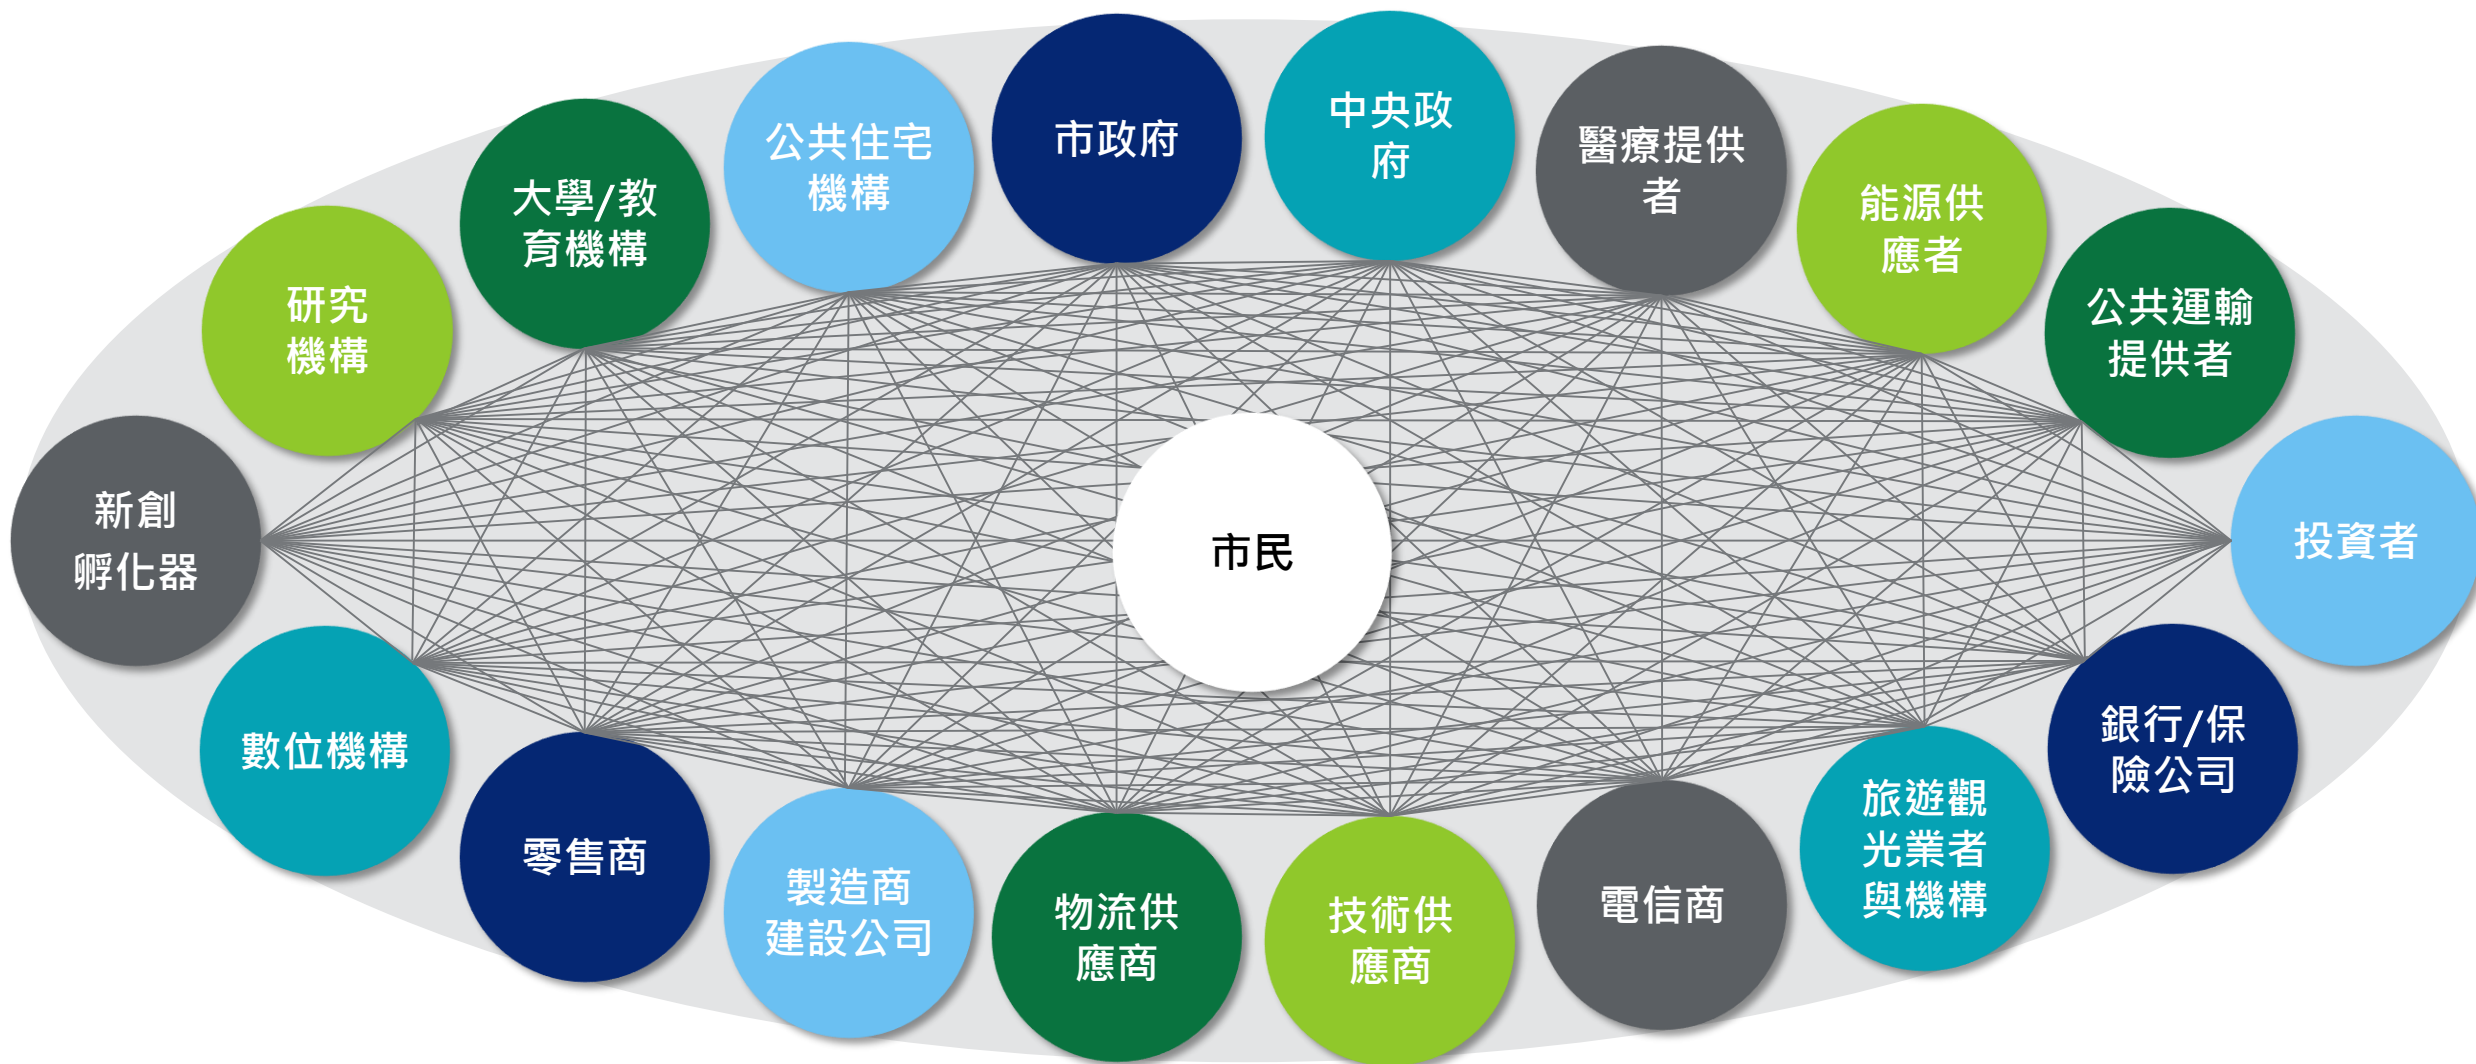 市政府
中央政
府
公共住宅
機構
醫療提供
者
大學/教
育機構
能源供
應者
研究
機構
公共運輸
提供者
新創
孵化器
市民
投資者
數位機構
銀行/保
險公司
零售商
製造商
建設公司
物流供
應商
技術供
應商
電信商
旅遊觀
光業者
與機構